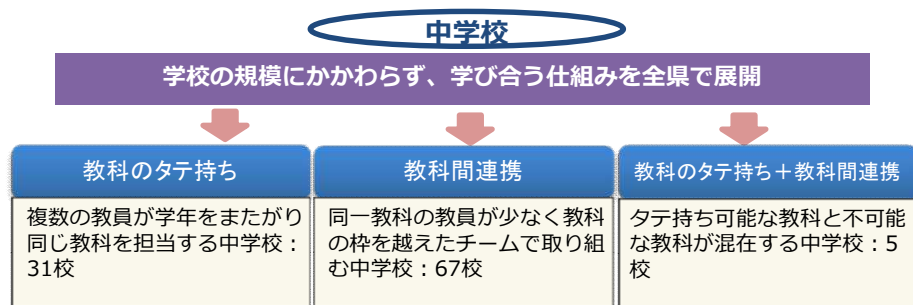 中学校
学校の規模にかかわらず、学び合う仕組みを全県で展開
教科のタテ持ち
複数の教員が学年をまたがり
同じ教科を担当する中学校：
31校
教科間連携
同一教科の教員が少なく教科
の枠を越えたチームで取り組
む中学校：67校
教科のタテ持ち＋教科間連携
タテ持ち可能な教科と不可能
な教科が混在する中学校：5
校